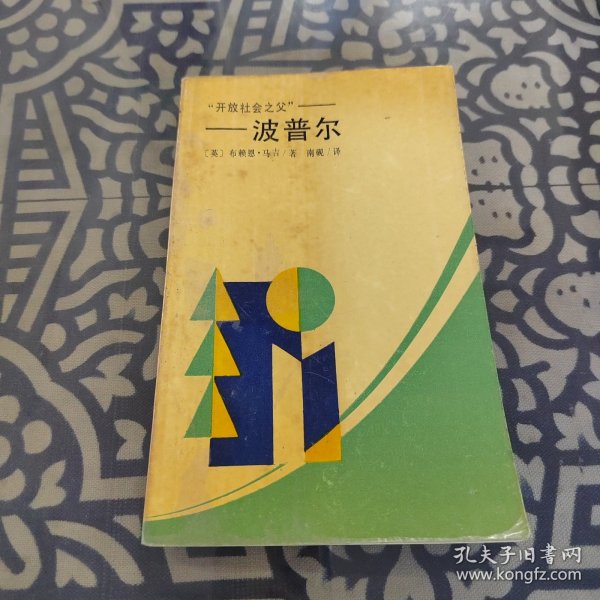 “开放社会之父”——
—波普尔
〔英〕布赖恩·马吉/著 南砚/译
孔夫子旧书网
www.kongfz.com